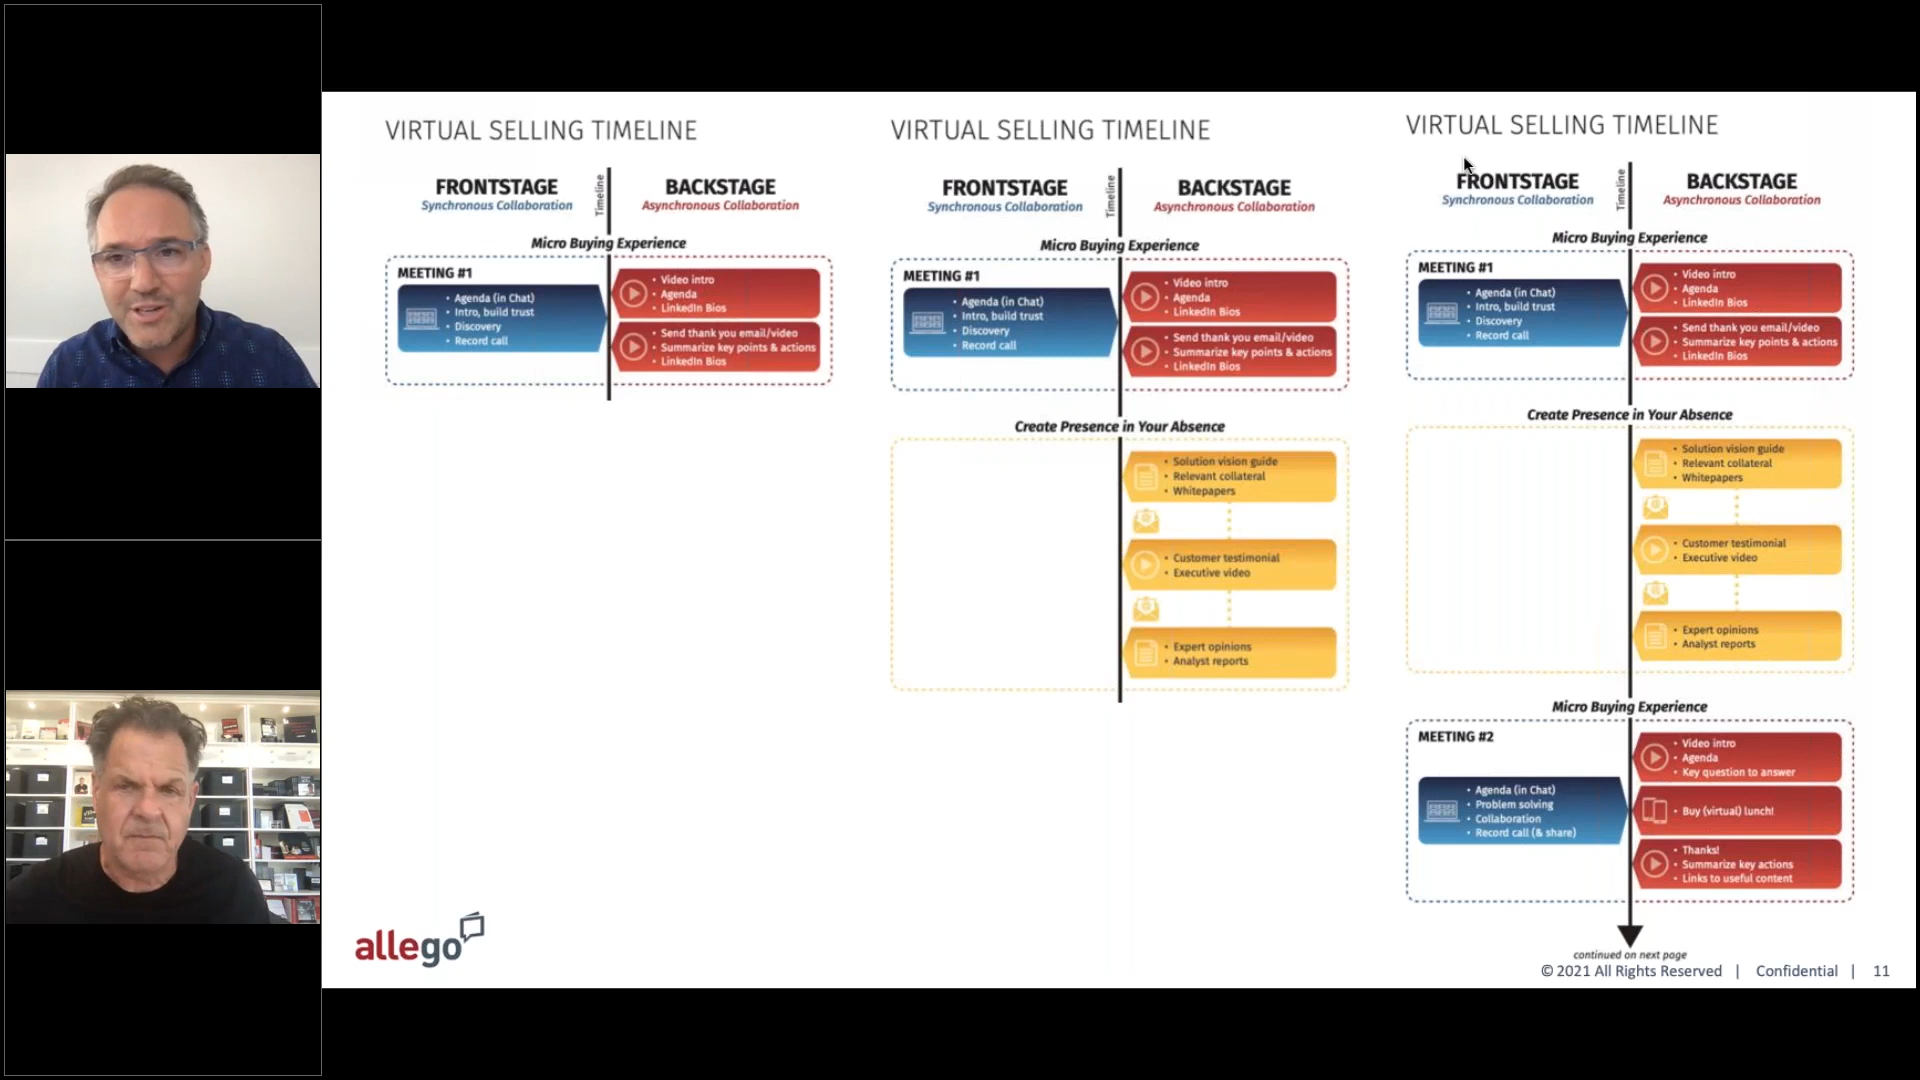 VIRTUAL SELLING TIMELINE
FRONTSTAGE
Synchronous Collaboration
Timeline
BACKSTAGE
Asynchronous Collaboration
Micro Buying Experience
MEETING #1
• Agenda (in Chat)
• Intro, build trust
• Discovery
• Record call
• Video intro
• Agenda
• LinkedIn Bios
• Send thank you email/video
• Summarize key points & actions
• LinkedIn Bios
VIRTUAL SELLING TIMELINE
FRONTSTAGE
Synchronous Collaboration
Timeline
BACKSTAGE
Asynchronous Collaboration
Micro Buying Experience
MEETING #1
• Agenda (in Chat)
• Intro, build trust
• Discovery
• Record call
• Video intro
• Agenda
• LinkedIn Bios
• Send thank you email/video
• Summarize key points & actions
• LinkedIn Bios
Create Presence in Your Absence
• Solution vision guide
• Relevant collateral
• Whitepapers
• Customer testimonial
• Executive video
• Expert opinions
• Analyst reports
VIRTUAL SELLING TIMELINE
FRONTSTAGE
Synchronous Collaboration
Timeline
BACKSTAGE
Asynchronous Collaboration
Micro Buying Experience
MEETING #1
• Agenda (in Chat)
• Intro, build trust
• Discovery
• Record call
• Video intro
• Agenda
• LinkedIn Bios
• Send thank you email/video
• Summarize key points & actions
• LinkedIn Bios
Create Presence in Your Absence
• Solution vision guide
• Relevant collateral
• Whitepapers
• Customer testimonial
• Executive video
• Expert opinions
• Analyst reports
Micro Buying Experience
MEETING #2
• Agenda (in Chat)
• Problem solving
• Collaboration
• Record call (& share)
• Video intro
• Agenda
• Key question to answer
• Buy (virtual) lunch!
• Thanks!
• Summarize key actions
• Links to useful content
continued on next page
allego
© 2021 All Rights Reserved | Confidential | 11